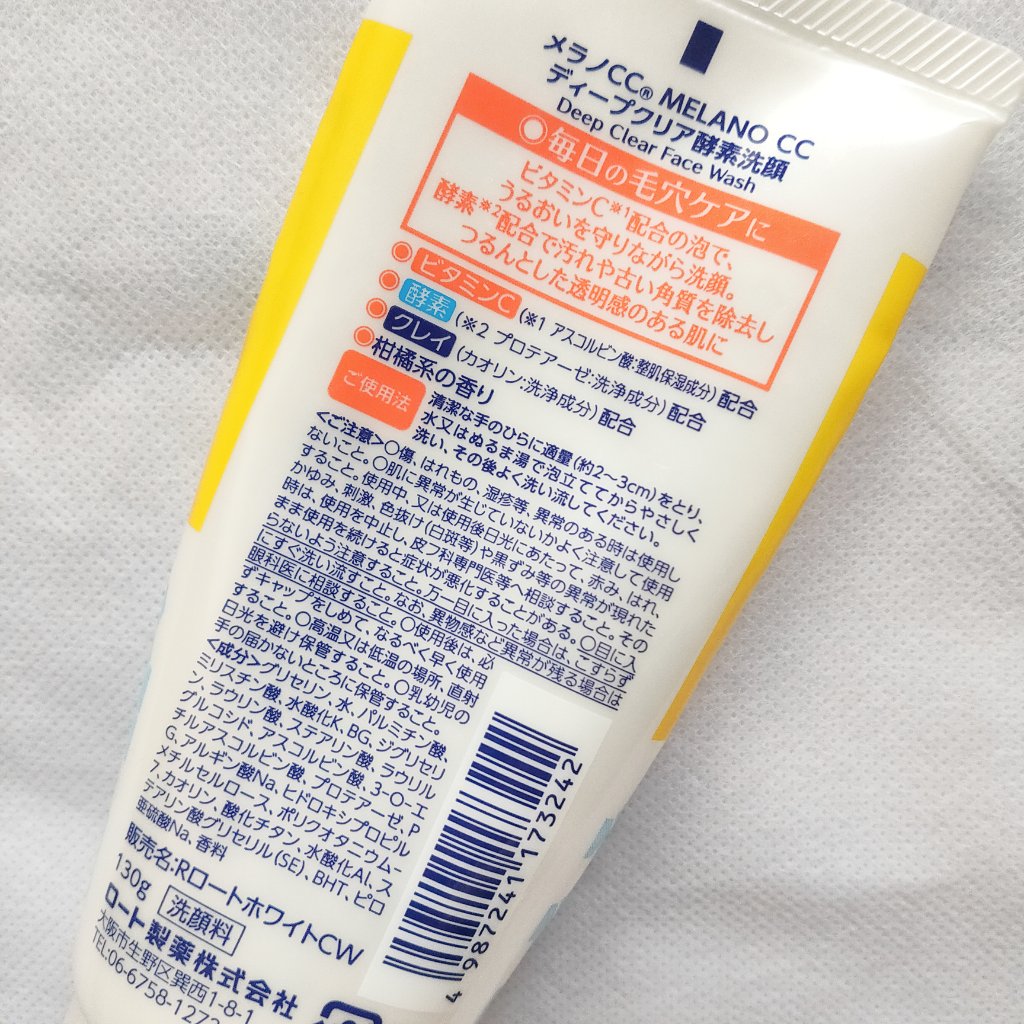 メラノCC® MELANO CC
ディープクリア酵素洗顔
Deep Clear Face Wash
○毎日の毛穴ケアに
ビタミンC※1配合の泡で、
うるおいを守りながら洗顔。
酵素※2配合で汚れや古い角質を除去し
つるんとした透明感のある肌に
ビタミンC (※1 アスコルビン酸:整肌保湿成分) 配合
酵素 (※2 プロテアーゼ:洗浄成分) 配合
クレイ (カオリン:洗浄成分) 配合
柑橘系の香り
ご使用法
清潔な手のひらに適量(約2〜3cm)をとり、
水又はぬるま湯で泡立ててからやさしく
洗い、その後よく洗い流してください。
<ご注意>○傷、はれもの、湿疹等、異常のある時は使用し
ないこと。○肌に異常が生じていないかよく注意して使用
すること。使用中、又は使用後日光にあたって、赤み、はれ、
かゆみ、刺激、色抜け(白斑等)や黒ずみ等の異常が現れた
時は、使用を中止し、皮フ科専門医等へ相談すること。その
まま使用を続けると症状が悪化することがある。○目に入
らないよう注意すること。万一目に入った場合は、こすらず
にすぐ洗い流すこと。なお、異物感など異常が残る場合は
眼科医に相談すること。○使用後は、必
ずキャップをしめて、なるべく早く使用
すること。○高温又は低温の場所、直射
日光を避け保管すること。○乳幼児の
手の届かないところに保管すること。
<成分>グリセリン、水、パルミチン酸、
ミリスチン酸、水酸化K、BG、ジグリセリ
ン、ラウリン酸、ステアリン酸、ラウリル
グルコシド、アスコルビン酸、3-O-エ
チルアスコルビン酸、プロテアーゼ、P
G、アルギン酸Na、ヒドロキシプロピル
メチルセルロース、ポリクオタニウム-
7、カオリン、酸化チタン、水酸化Al、ス
テアリン酸グリセリル(SE)、BHT、ピロ
亜硫酸Na、香料
販売名:Rロートホワイトcw
130g 洗顔料
ロート製薬株式会社
大阪市生野区巽西1-8-1
TEL:06-6758-1272
4 987241 173242